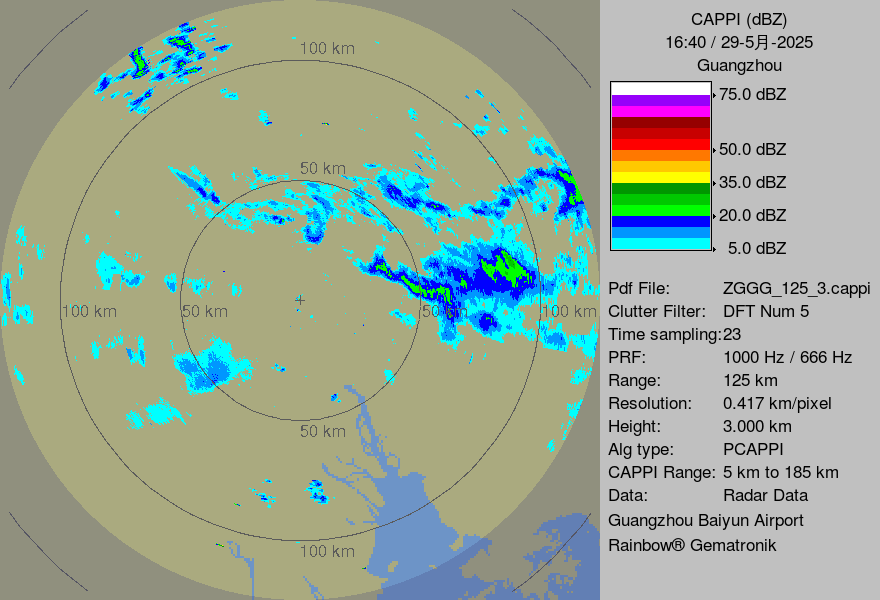 100 km
50 km
100 km
50 km
50 km
100 km
50 km
100 km
CAPPI (dBZ)
16:40 / 29-5月-2025
Guangzhou
75.0 dBZ
50.0 dBZ
35.0 dBZ
20.0 dBZ
5.0 dBZ
Pdf File: ZGGG_125_3.cappi
Clutter Filter: DFT Num 5
Time sampling:23
PRF: 1000 Hz / 666 Hz
Range: 125 km
Resolution: 0.417 km/pixel
Height: 3.000 km
Alg type: PCAPPI
CAPPI Range: 5 km to 185 km
Data: Radar Data
Guangzhou Baiyun Airport
Rainbow® Gematronik